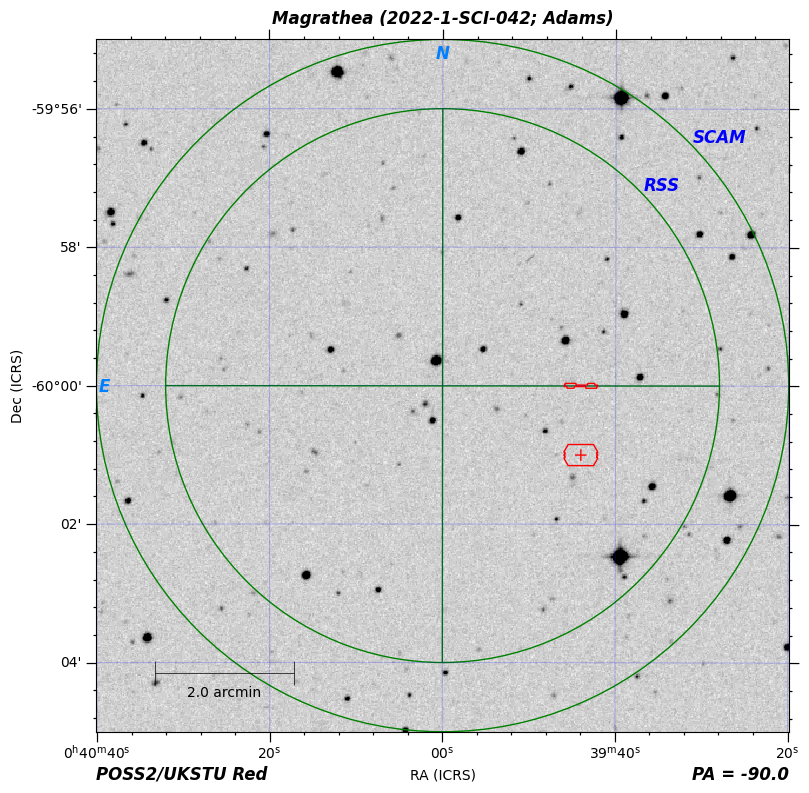 Magrathea (2022-1-SCI-042; Adams)
N
-59°56'
SCAM
RSS
58'
E
-60°00'
02'
04'
2.0 arcmin
Dec (ICRS)
0ʰ40ᵐ40ˢ
20ˢ
00ˢ
39ᵐ40ˢ
20ˢ
POSS2/UKSTU Red
RA (ICRS)
PA = -90.0